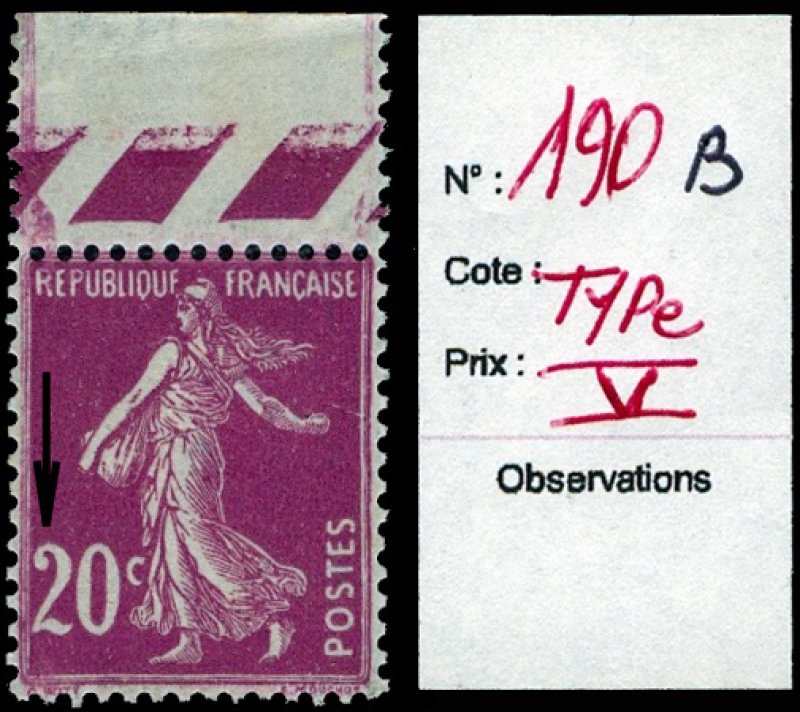 REPUBLIQUE FRANÇAISE
20c
POSTES
N° : 190 B
Cote : TYPe
Prix : V
Observations